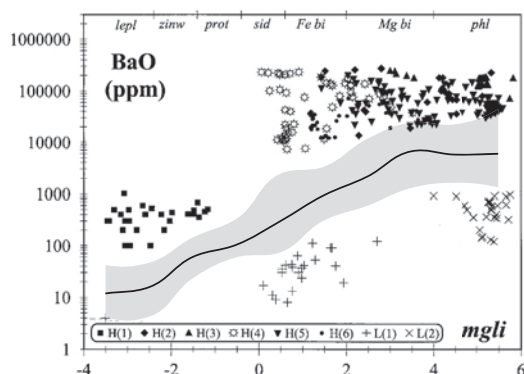 lepl zinw prot sid Fe bi Mg bi phl
1000000
BaO
(ppm)
100000
10000
1000
100
10
H(1) H(2) H(3) H(4) H(5) H(6) L(1) L(2)
mgli
1
-4 -2 0 2 4 6